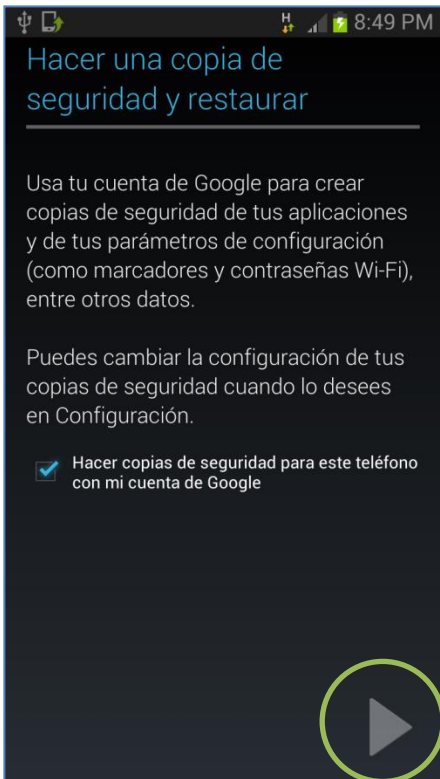 H
8:49 PM
Hacer una copia de
seguridad y restaurar
Usa tu cuenta de Google para crear
copias de seguridad de tus aplicaciones
y de tus parámetros de configuración
(como marcadores y contraseñas Wi-Fi),
entre otros datos.
Puedes cambiar la configuración de tus
copias de seguridad cuando lo desees
en Configuración.
Hacer copias de seguridad para este teléfono
con mi cuenta de Google